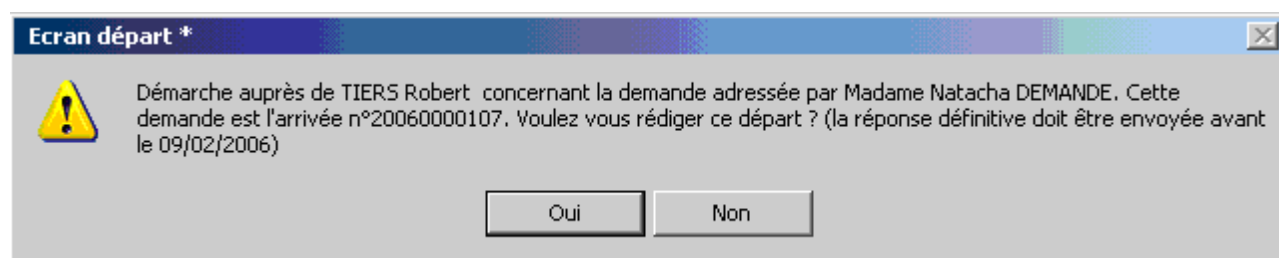 Ecran départ *
Démarche auprès de TIERS Robert  concernant la demande adressée par Madame Natacha DEMANDE. Cette
demande est l'arrivée n°20060000107. Voulez vous rédiger ce départ ? (la réponse définitive doit être envoyée avant
le 09/02/2006)
Oui Non